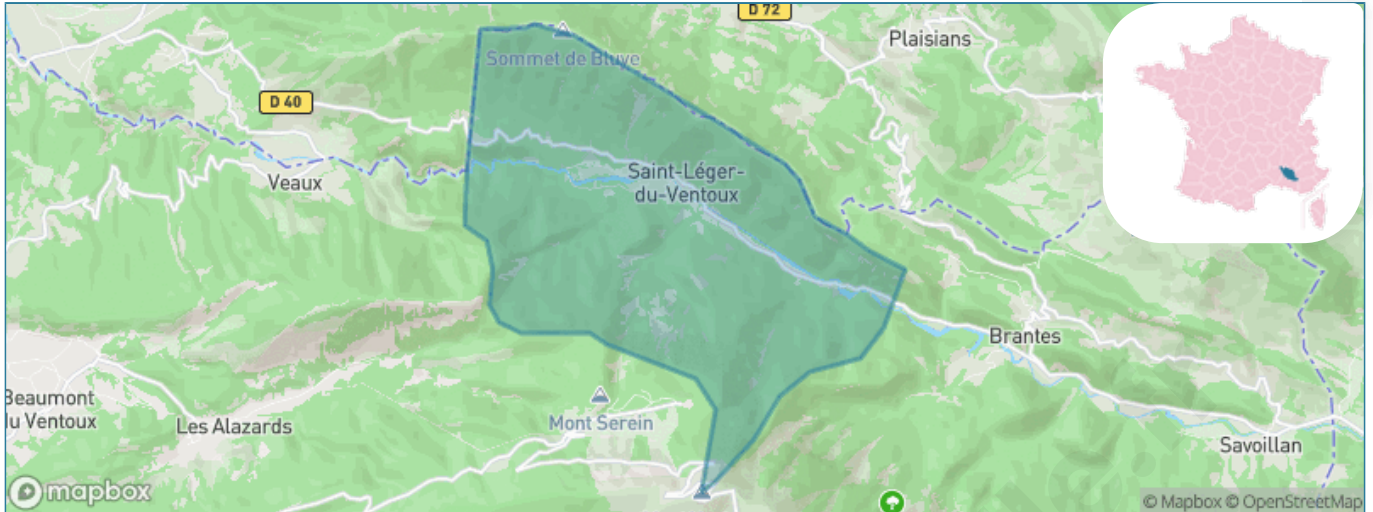 D 72
Plaisians
Sommet de Bluye
D 40
Saint-Léger-
du-Ventoux
Veaux
Brantes
Beaumont
du Ventoux
Les Alazards
Mont Serein
Savoillan
mapbox
© Mapbox © OpenStreetMap